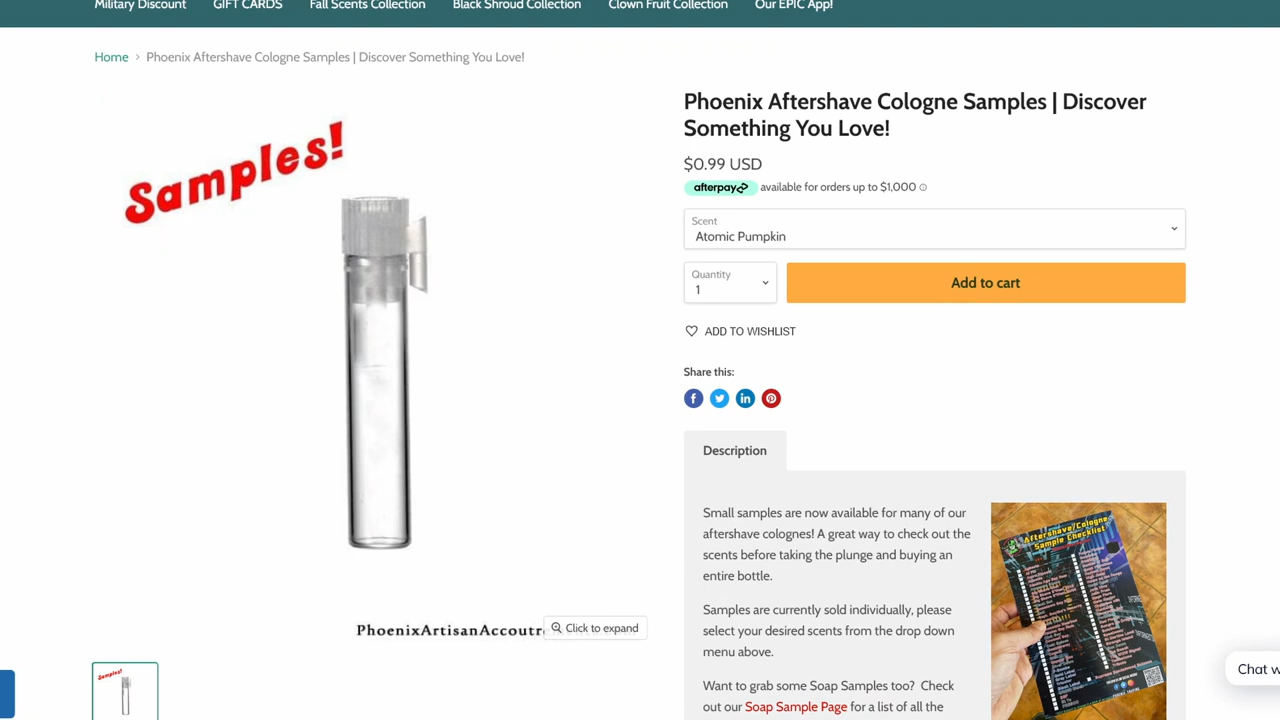 Military Discount GIFT CARDS Fall Scents Collection Black Shroud Collection Clown Fruit Collection Our EPIC App!
Home > Phoenix Aftershave Cologne Samples | Discover Something You Love!
Samples!
PhoenixArtisanAccoutr
Click to expand
Samples!
Phoenix Aftershave Cologne Samples | Discover
Something You Love!
$0.99 USD
afterpay available for orders up to $1,000
Scent
Atomic Pumpkin
Quantity
1
Add to cart
ADD TO WISHLIST
Share this:
Description
Small samples are now available for many of our
aftershave colognes! A great way to check out the
scents before taking the plunge and buying an
entire bottle.
Samples are currently sold individually, please
select your desired scents from the drop down
menu above.
Want to grab some Soap Samples too? Check
out our Soap Sample Page for a list of all the
Aftershave/Cologne
Sample Checklist
Chat w